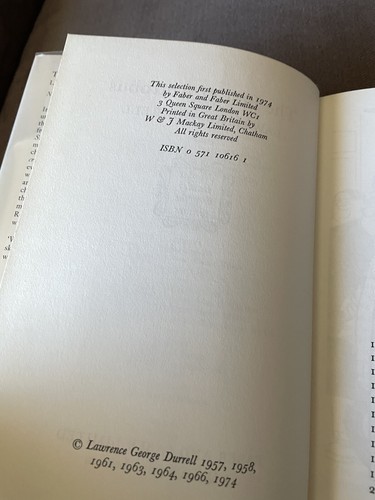 This selection first published in 1974
by Faber and Faber Limited
3 Queen Square London WC1
Printed in Great Britain by
W & J Mackay Limited, Chatham
All rights reserved
ISBN 0 571 10616 1
© Lawrence George Durrell 1957, 1958,
1961, 1963, 1964, 1966, 1974